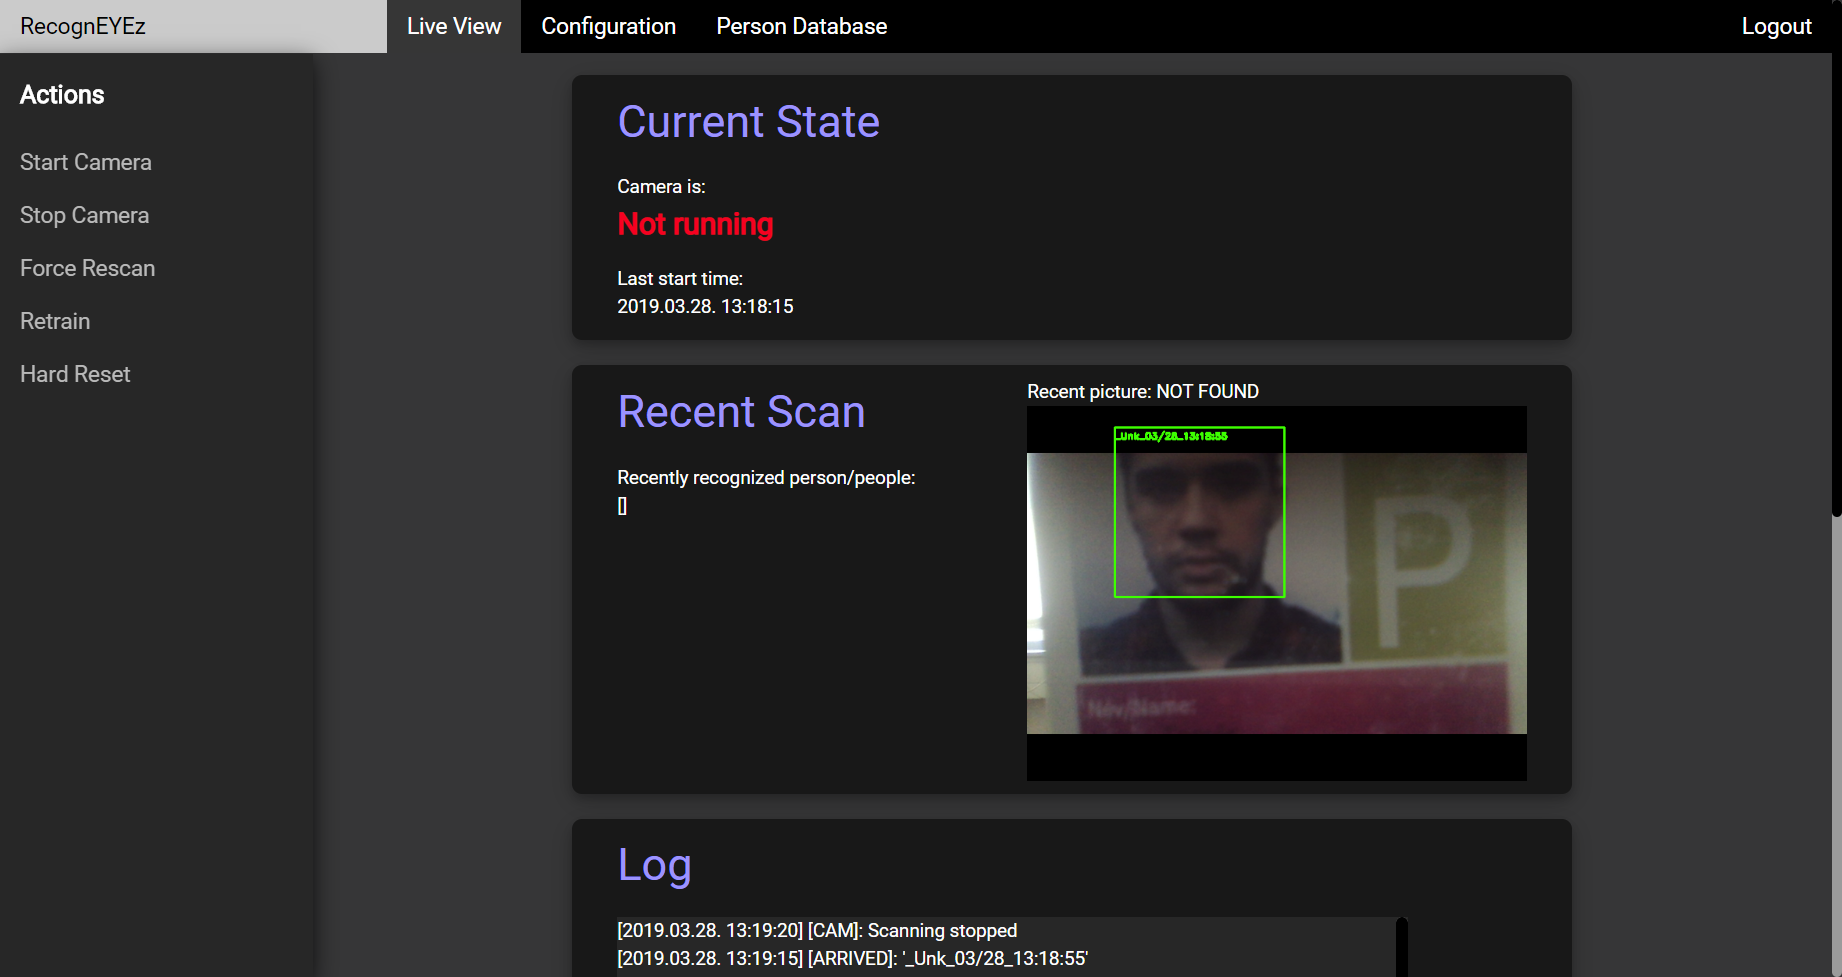 RecognEYEz
Live View
Configuration
Person Database
Logout
Actions
Start Camera
Stop Camera
Force Rescan
Retrain
Hard Reset
Current State
Camera is:
Not running
Last start time:
2019.03.28. 13:18:15
Recent Scan
Recently recognized person/people:
[]
Recent picture: NOT FOUND
_Unk_03/28_13:18:55
P
Név/Name:
Log
[2019.03.28. 13:19:20] [CAM]: Scanning stopped
[2019.03.28. 13:19:15] [ARRIVED]: '_Unk_03/28_13:18:55'